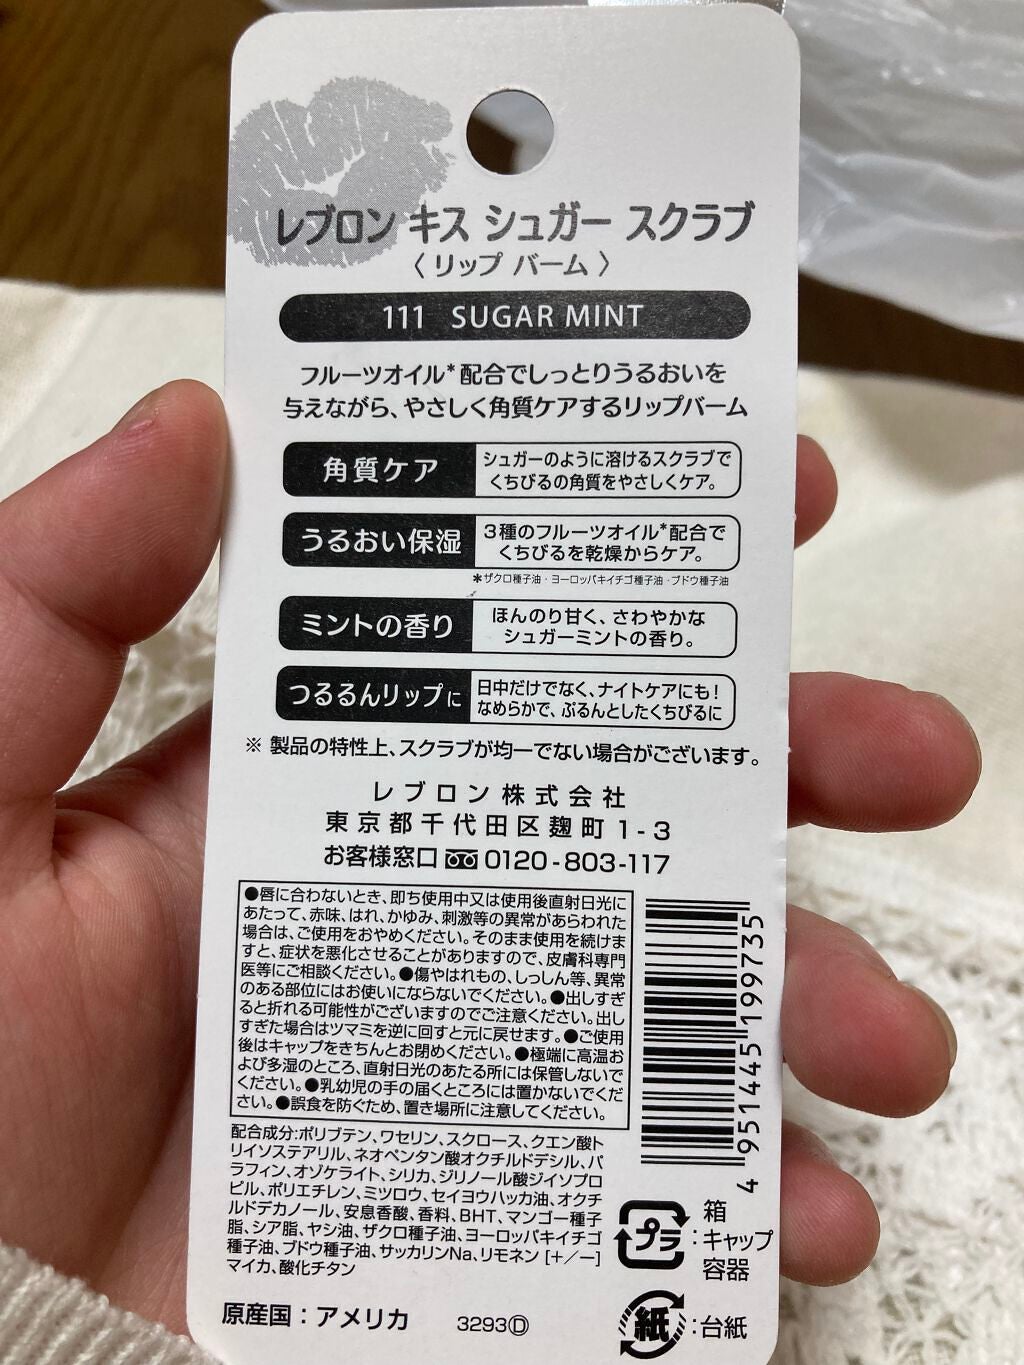 レブロン キス シュガー スクラブ
〈リップ バーム〉
111 SUGAR MINT
フルーツオイル*配合でしっとりうるおいを
与えながら、やさしく角質ケアするリップバーム
角質ケア
シュガーのように溶けるスクラブで
くちびるの角質をやさしくケア。
うるおい保湿
3種のフルーツオイル*配合で
くちびるを乾燥からケア。
*ザクロ種子油・ヨーロッパキイチゴ種子油・ブドウ種子油
ミントの香り
ほんのり甘く、さわやかな
シュガーミントの香り。
つるるんリップに
日中だけでなく、ナイトケアにも!
なめらかで、ぷるんとしたくちびるに
※ 製品の特性上、スクラブが均一でない場合がございます。
レブロン株式会社
東京都千代田区麹町1-3
お客様窓口 0120-803-117
●唇に合わないとき、即ち使用中又は使用後直射日光に
あたって、赤味、はれ、かゆみ、刺激等の異常があらわれた
場合は、ご使用をおやめください。そのまま使用を続けま
すと、症状を悪化させることがありますので、皮膚科専門
医等にご相談ください。●傷やはれもの、しっしん等、異常
のある部位にはお使いにならないでください。●出しすぎ
ると折れる可能性がございますのでご注意ください。出し
すぎた場合はツマミを逆に回すと元に戻せます。●ご使用
後はキャップをきちんとお閉めください。●極端に高温お
よび多湿のところ、直射日光のあたる所には保管しないで
ください。●乳幼児の手の届くところには置かないでくだ
さい。●誤食を防ぐため、置き場所に注意してください。
配合成分:ポリブテン、ワセリン、スクロース、クエン酸ト
リイソステアリル、ネオペンタン酸オクチルドデシル、パ
ラフィン、オゾケライト、シリカ、ジリノール酸ジイソプロ
ピル、ポリエチレン、ミツロウ、セイヨウハッカ油、オクチ
ルドデカノール、安息香酸、香料、BHT、マンゴー種子
脂、シア脂、ヤシ油、ザクロ種子油、ヨーロッパキイチゴ
種子油、ブドウ種子油、サッカリンNa、リモネン [+/-]
マイカ、酸化チタン
4 951445 199735
プラ
箱
:キャップ
容器
原産国:アメリカ
3293Ⓓ
紙:台紙